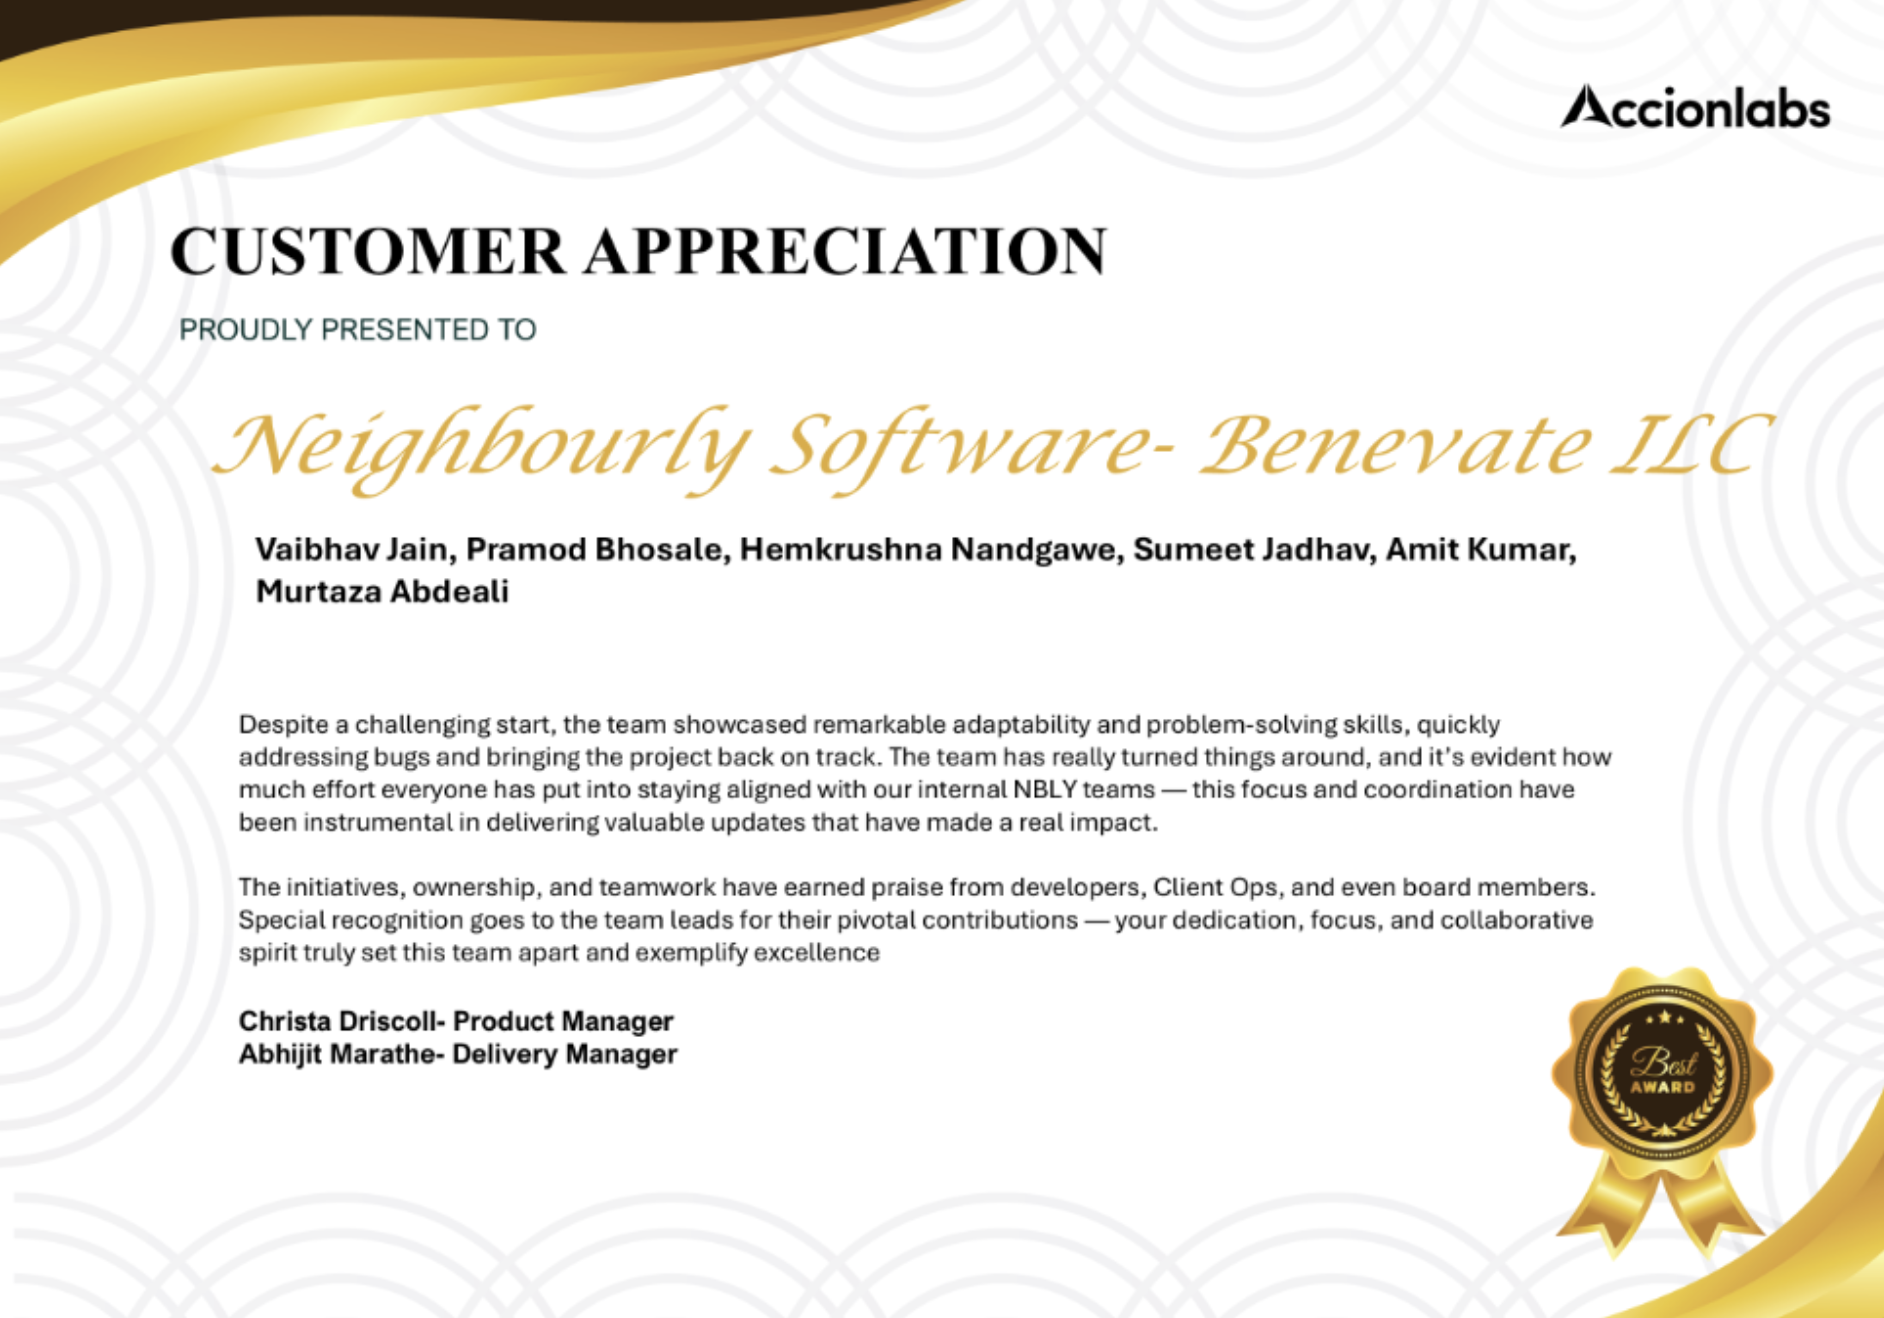 Accionlabs
CUSTOMER APPRECIATION
PROUDLY PRESENTED TO
Neighbourly Software- Benevate ILC
Vaibhav Jain, Pramod Bhosale, Hemkrushna Nandgawe, Sumeet Jadhav, Amit Kumar,
Murtaza Abdeali
Despite a challenging start, the team showcased remarkable adaptability and problem-solving skills, quickly
addressing bugs and bringing the project back on track. The team has really turned things around, and it's evident how
much effort everyone has put into staying aligned with our internal NBLY teams — this focus and coordination have
been instrumental in delivering valuable updates that have made a real impact.
The initiatives, ownership, and teamwork have earned praise from developers, Client Ops, and even board members.
Special recognition goes to the team leads for their pivotal contributions — your dedication, focus, and collaborative
spirit truly set this team apart and exemplify excellence
Christa Driscoll- Product Manager
Abhijit Marathe- Delivery Manager
Best
AWARD